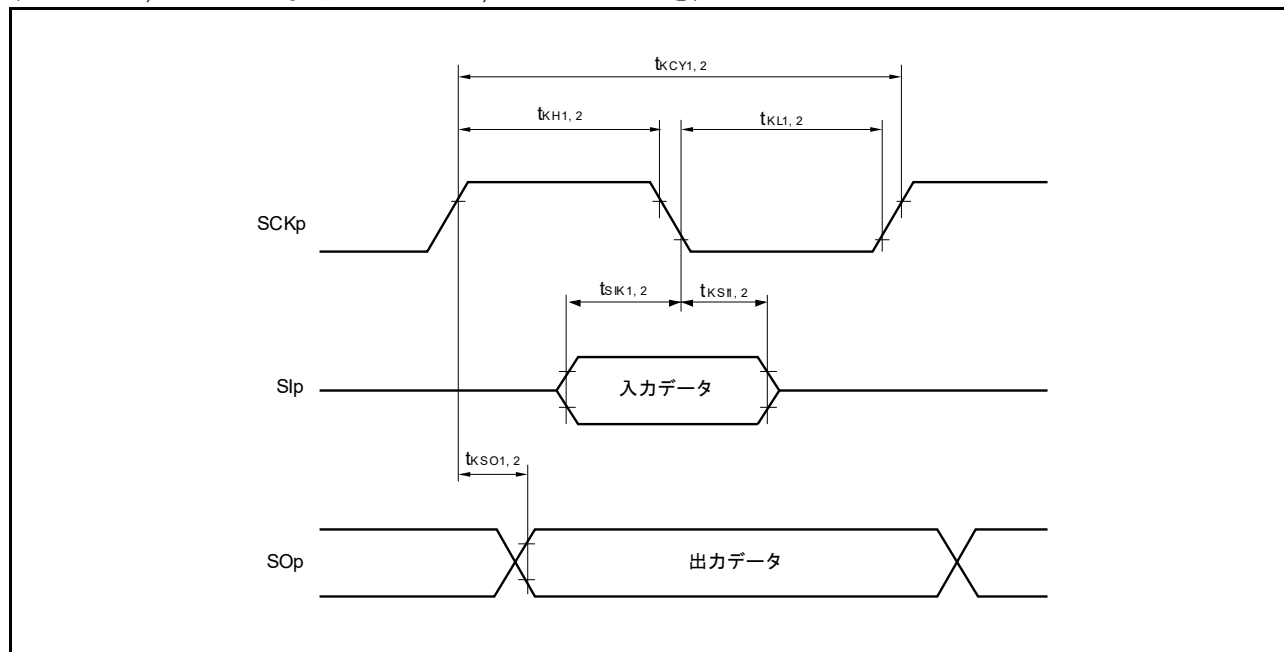 tKCY1, 2
tKH1, 2
tKL1, 2
SCKp
tSIK1, 2
tKSI1, 2
SIp
入力データ
tKSO1, 2
SOp
出力データ